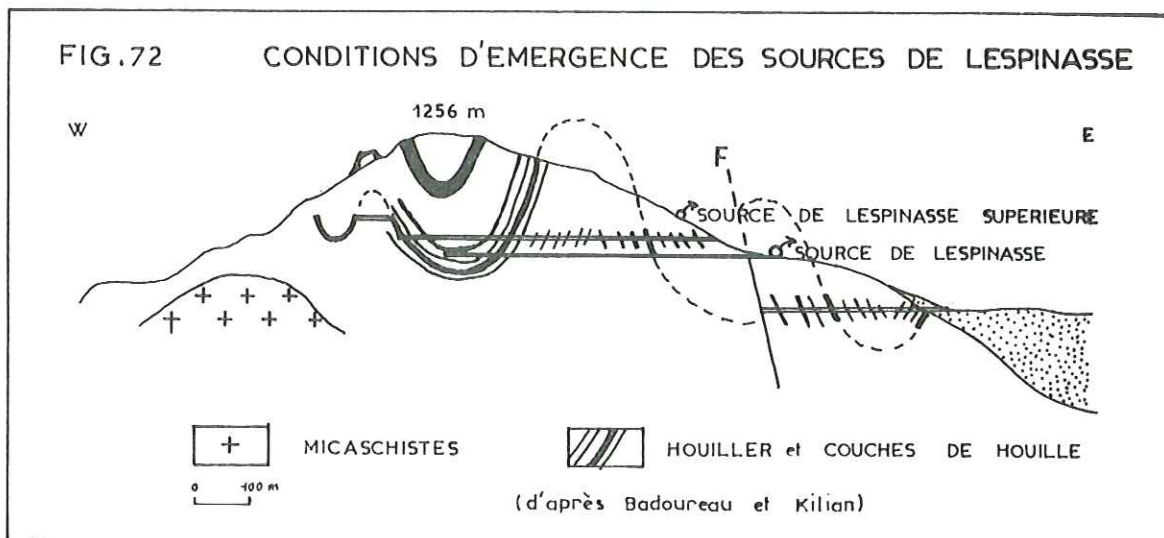 FIG.72 CONDITIONS D'EMERGENCE DES SOURCES DE LESPINASSE
1256 m
W E
F
SOURCE DE LESPINASSE SUPERIEURE
SOURCE DE LESPINASSE
+ MICASCHISTES
HOUILLER et COUCHES DE HOUILLE
0 100 m
(d'après Badoureau et Kilian)